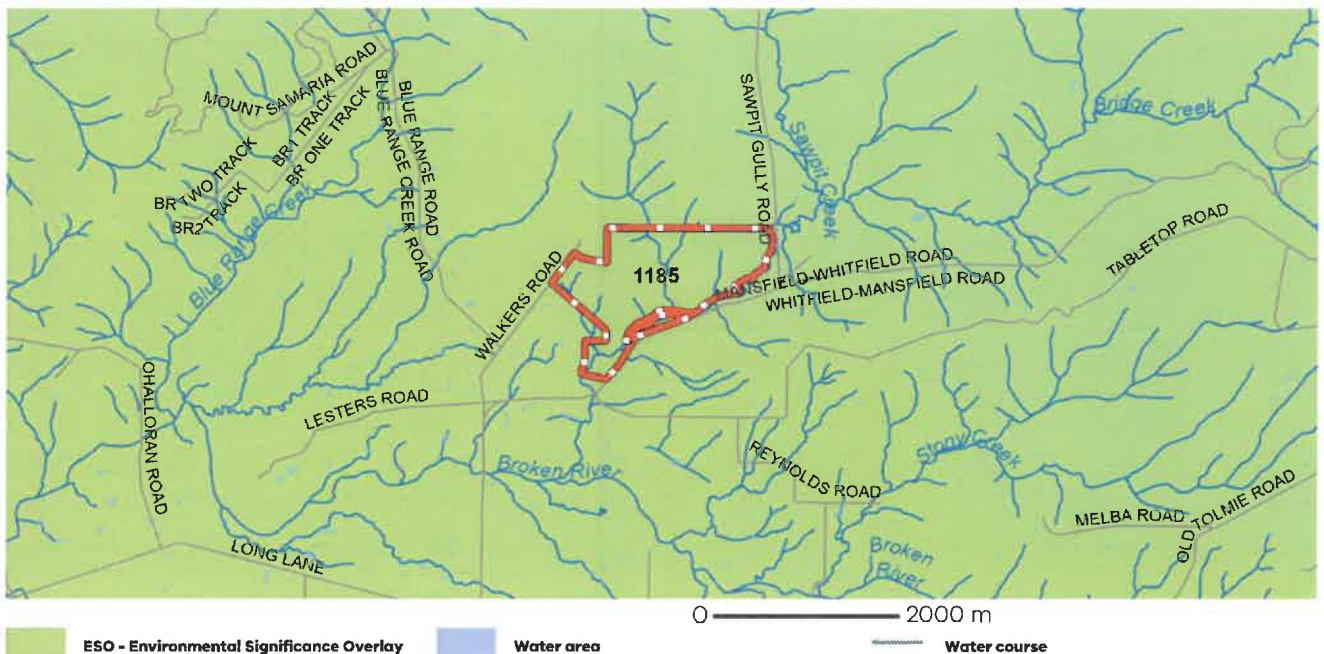 MOUNT SAMARIA ROAD
BR1 TRACK
BR ONE TRACK
BLUE RANGE ROAD
BLUE RANGE CREEK ROAD
BR TWO TRACK
BR2 TRACK
Blue Range Creek
SAWPIT GULLY ROAD
Sawpit Creek
Bridge Creek
TABLETOP ROAD
WALKERS ROAD
1185
MANSFIELD-WHITFIELD ROAD
WHITFIELD-MANSFIELD ROAD
OHALLORAN ROAD
LESTERS ROAD
Broken River
REYNOLDS ROAD
Stony Creek
MELBA ROAD
OLD TOLMIE ROAD
LONG LANE
Broken
River
0 2000 m
ESO - Environmental Significance Overlay
Water area
Water course